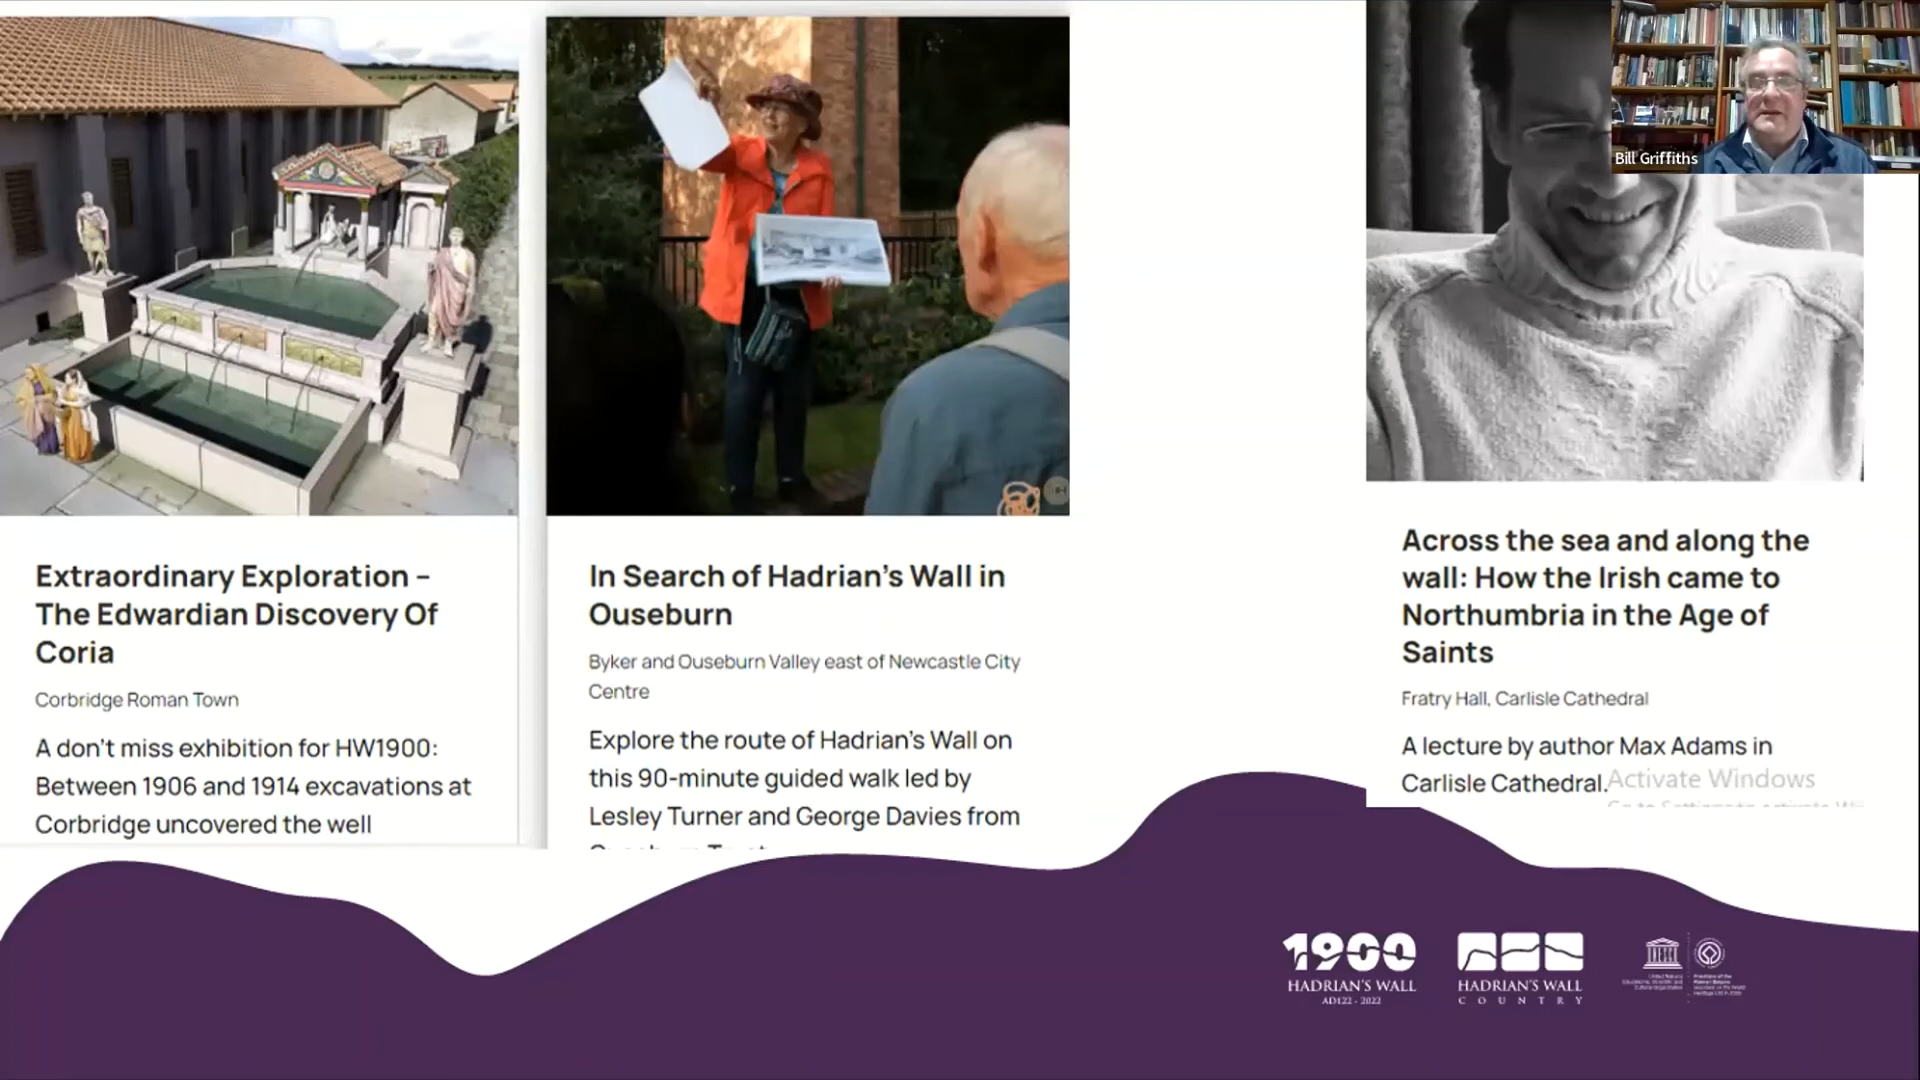 Bill Griffiths
Extraordinary Exploration –
The Edwardian Discovery Of
Coria
Corbridge Roman Town
A don't miss exhibition for HW1900:
Between 1906 and 1914 excavations at
Corbridge uncovered the well
In Search of Hadrian's Wall in
Ouseburn
Byker and Ouseburn Valley east of Newcastle City
Centre
Explore the route of Hadrian's Wall on
this 90-minute guided walk led by
Lesley Turner and George Davies from
Across the sea and along the
wall: How the Irish came to
Northumbria in the Age of
Saints
Fratry Hall, Carlisle Cathedral
A lecture by author Max Adams in
Carlisle Cathedral.
Activate Windows
1900
HADRIAN'S WALL
AD122 - 2022
HADRIAN'S WALL
COUNTRY